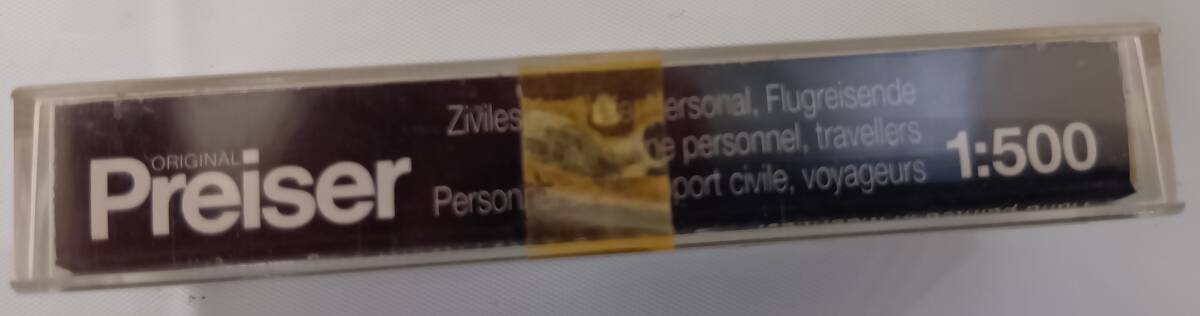 ORIGINAL
Preiser
Ziviles ersonal, Flugreisende
personnel, travellers
Personn port civile, voyageurs
1:500